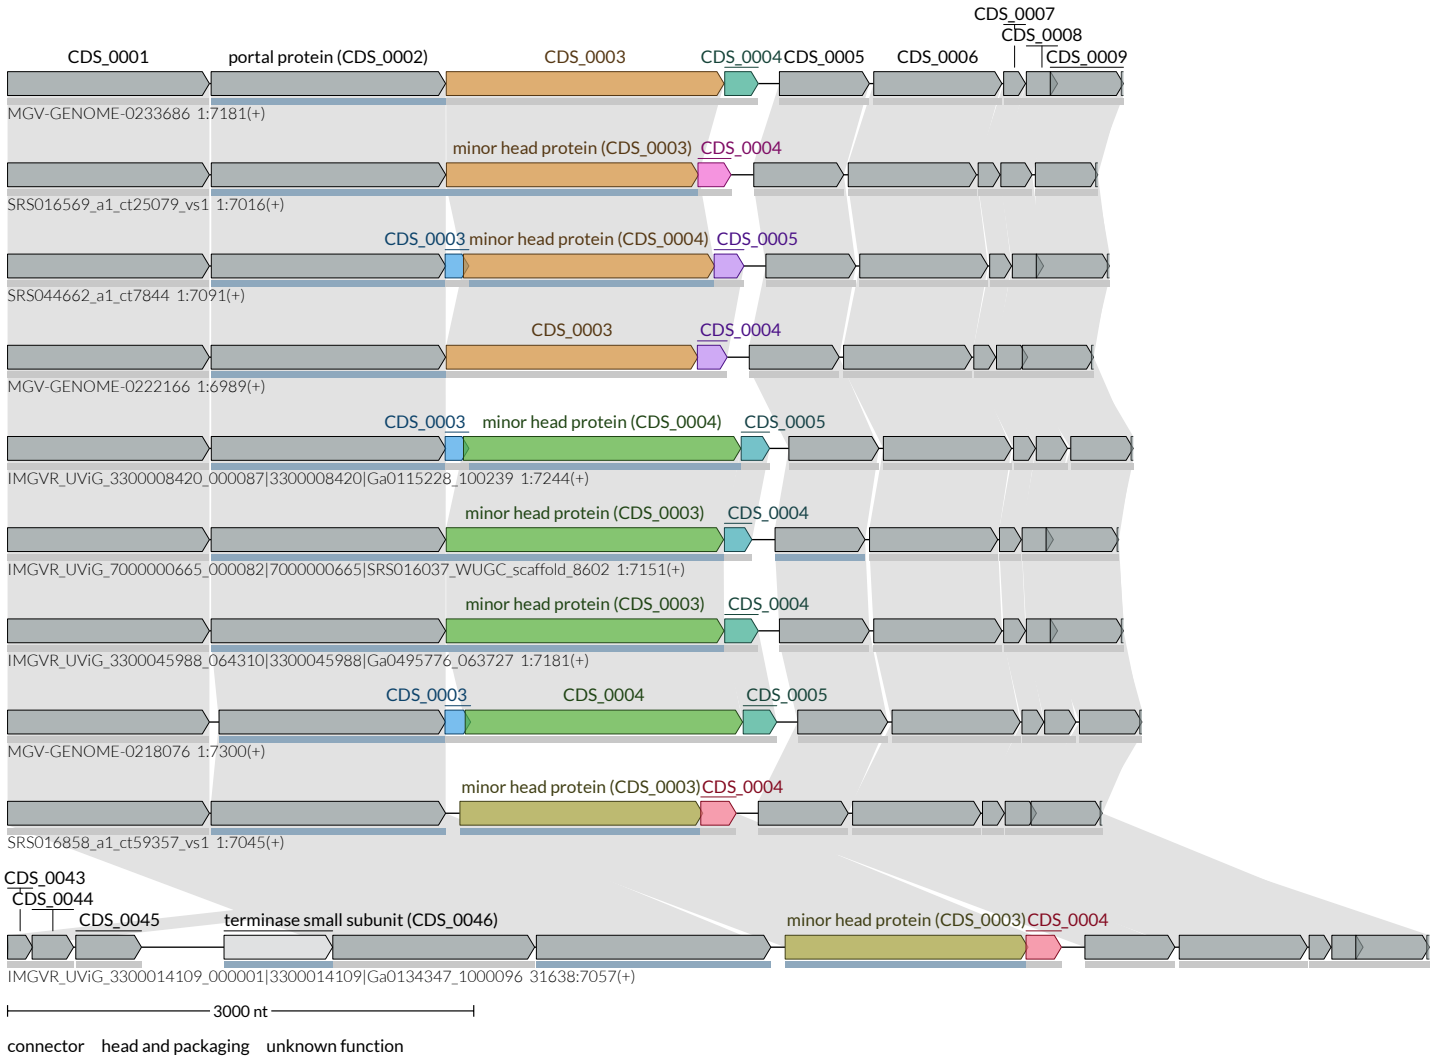 CDS_0007
CDS_0008
CDS_0001 portal protein (CDS_0002) CDS_0003 CDS_0004 CDS_0005 CDS_0006 CDS_0009
MGV-GENOME-0233686 1:7181(+)
minor head protein (CDS_0003) CDS_0004
SRS016569_a1_ct25079_vs1 1:7016(+)
CDS_0003 minor head protein (CDS_0004) CDS_0005
SRS044662_a1_ct7844 1:7091(+)
CDS_0003 CDS_0004
MGV-GENOME-0222166 1:6989(+)
CDS_0003 minor head protein (CDS_0004) CDS_0005
IMGVR_UViG_3300008420_000087|3300008420|Ga0115228_100239 1:7244(+)
minor head protein (CDS_0003) CDS_0004
IMGVR_UViG_7000000665_000082|7000000665|SRS016037_WUGC_scaffold_8602 1:7151(+)
minor head protein (CDS_0003) CDS_0004
IMGVR_UViG_3300045988_064310|3300045988|Ga0495776_063727 1:7181(+)
CDS_0003 CDS_0004 CDS_0005
MGV-GENOME-0218076 1:7300(+)
minor head protein (CDS_0003) CDS_0004
SRS016858_a1_ct59357_vs1 1:7045(+)
CDS_0043
CDS_0044
CDS_0045 terminase small subunit (CDS_0046) minor head protein (CDS_0003) CDS_0004
IMGVR_UViG_3300014109_000001|3300014109|Ga0134347_1000096 31638:7057(+)
3000 nt
connector head and packaging unknown function